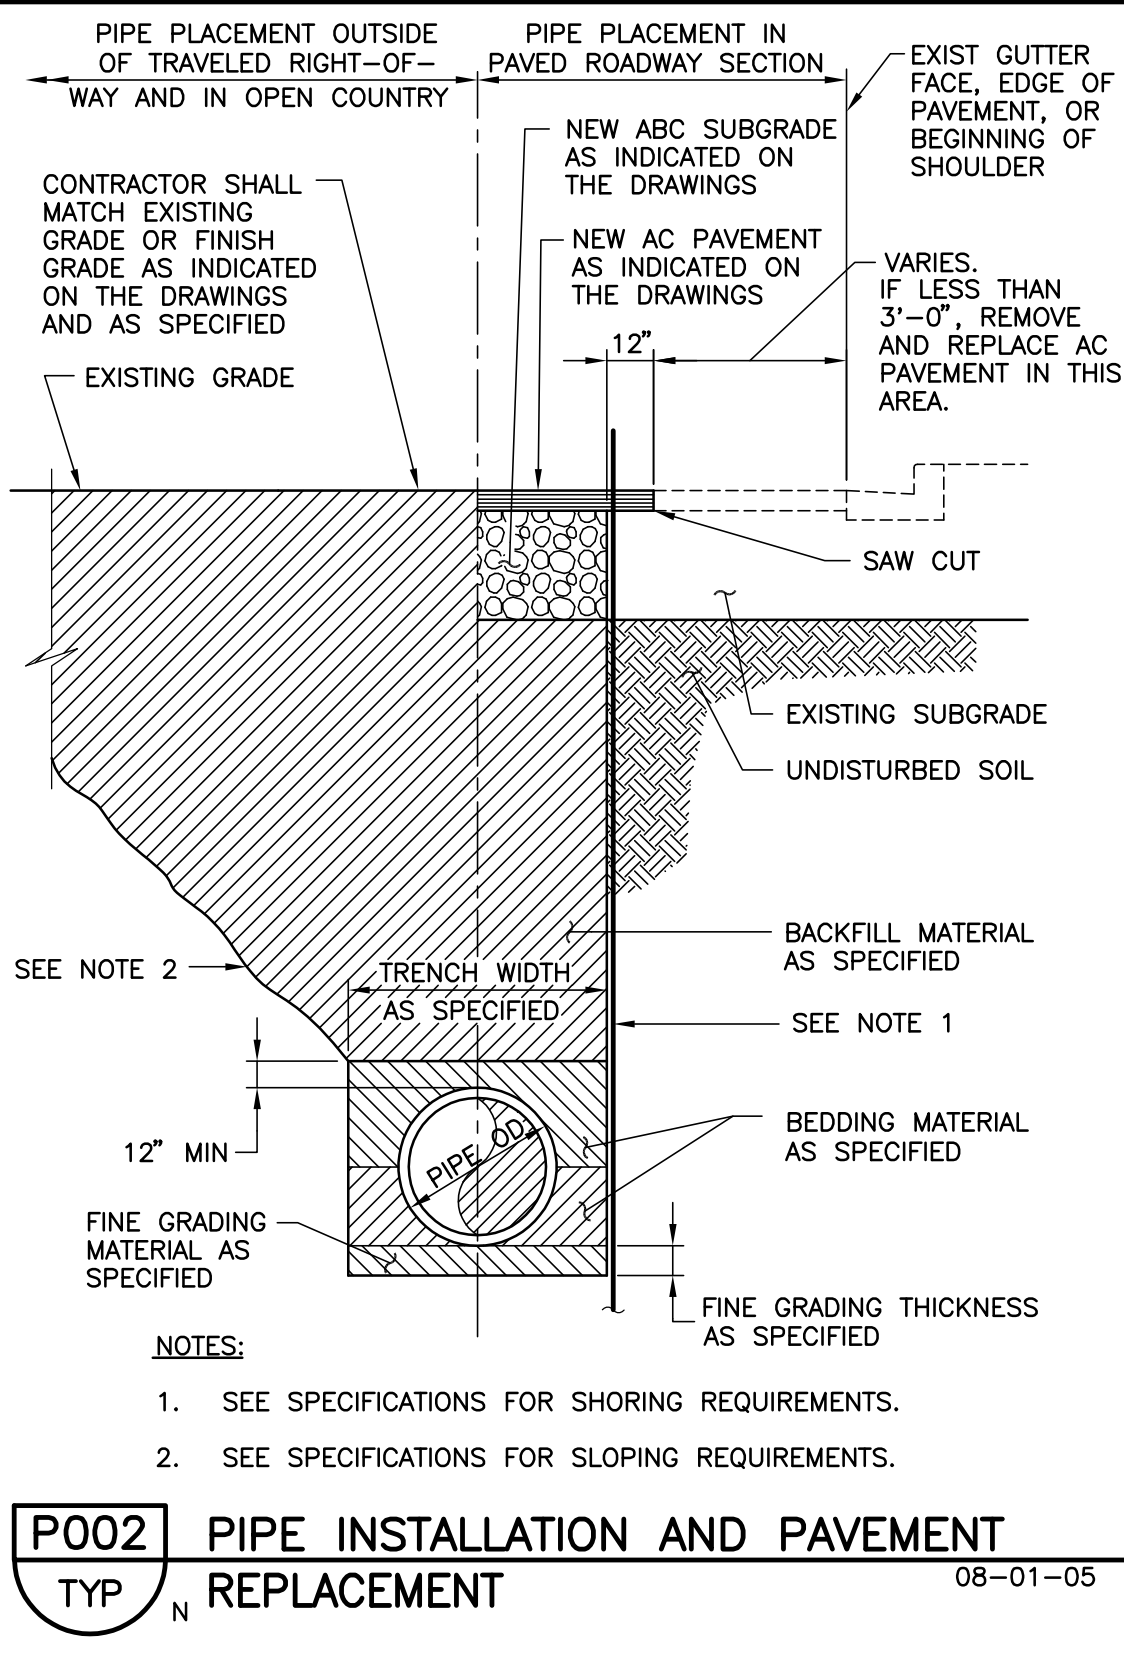 PIPE PLACEMENT OUTSIDE
OF TRAVELED RIGHT-OF-
WAY AND IN OPEN COUNTRY
PIPE PLACEMENT IN
PAVED ROADWAY SECTION
EXIST GUTTER
FACE, EDGE OF
PAVEMENT, OR
BEGINNING OF
SHOULDER
NEW ABC SUBGRADE
AS INDICATED ON
THE DRAWINGS
CONTRACTOR SHALL
MATCH EXISTING
GRADE OR FINISH
GRADE AS INDICATED
ON THE DRAWINGS
AND AS SPECIFIED
NEW AC PAVEMENT
AS INDICATED ON
THE DRAWINGS
VARIES.
IF LESS THAN
3'-0", REMOVE
AND REPLACE AC
PAVEMENT IN THIS
AREA.
12"
EXISTING GRADE
SAW CUT
EXISTING SUBGRADE
UNDISTURBED SOIL
BACKFILL MATERIAL
AS SPECIFIED
SEE NOTE 2
TRENCH WIDTH
AS SPECIFIED
SEE NOTE 1
12" MIN
PIPE OD
BEDDING MATERIAL
AS SPECIFIED
FINE GRADING
MATERIAL AS
SPECIFIED
FINE GRADING THICKNESS
AS SPECIFIED
NOTES:
1. SEE SPECIFICATIONS FOR SHORING REQUIREMENTS.
2. SEE SPECIFICATIONS FOR SLOPING REQUIREMENTS.
P002
TYP
N
PIPE INSTALLATION AND PAVEMENT
REPLACEMENT
08-01-05